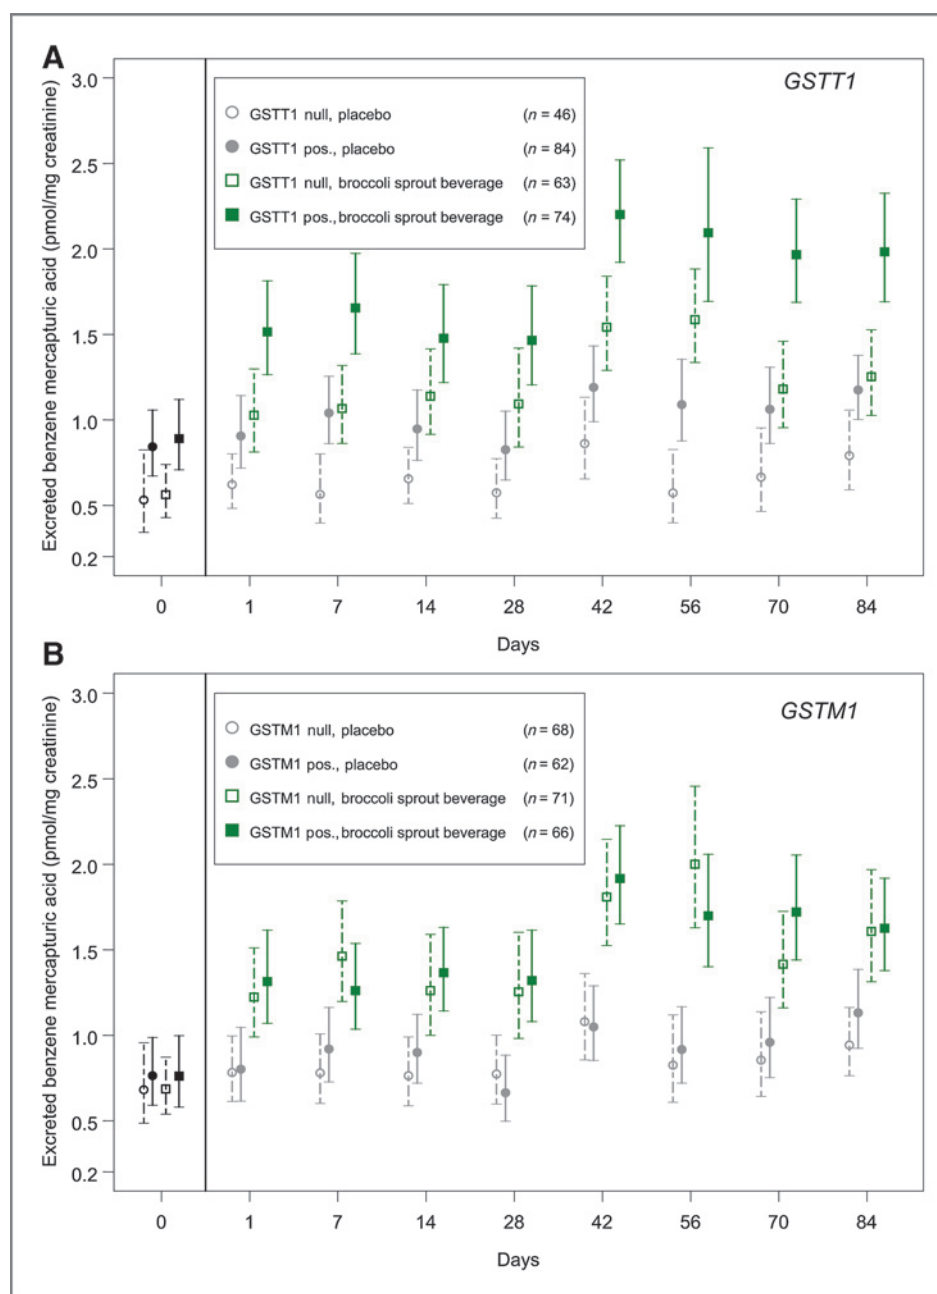 A
GSTT1
Excreted benzene mercapturic acid (pmol/mg creatinine)
3.0
2.5
2.0
1.5
1.0
0.5
0.2
GSTT1 null, placebo (n = 46)
GSTT1 pos., placebo (n = 84)
GSTT1 null, broccoli sprout beverage (n = 63)
GSTT1 pos., broccoli sprout beverage (n = 74)
0 1 7 14 28 42 56 70 84
Days
B
GSTM1
Excreted benzene mercapturic acid (pmol/mg creatinine)
3.0
2.5
2.0
1.5
1.0
0.5
0.2
GSTM1 null, placebo (n = 68)
GSTM1 pos., placebo (n = 62)
GSTM1 null, broccoli sprout beverage (n = 71)
GSTM1 pos., broccoli sprout beverage (n = 66)
0 1 7 14 28 42 56 70 84
Days